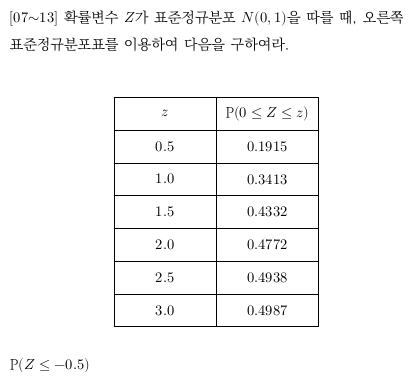 [07~13] 확률변수 Z가 표준정규분포 N(0, 1)을 따를 때, 오른쪽
표준정규분포표를 이용하여 다음을 구하여라.
z P(0 ≤ Z ≤ z)
0.5 0.1915
1.0 0.3413
1.5 0.4332
2.0 0.4772
2.5 0.4938
3.0 0.4987
P(Z ≤ −0.5)